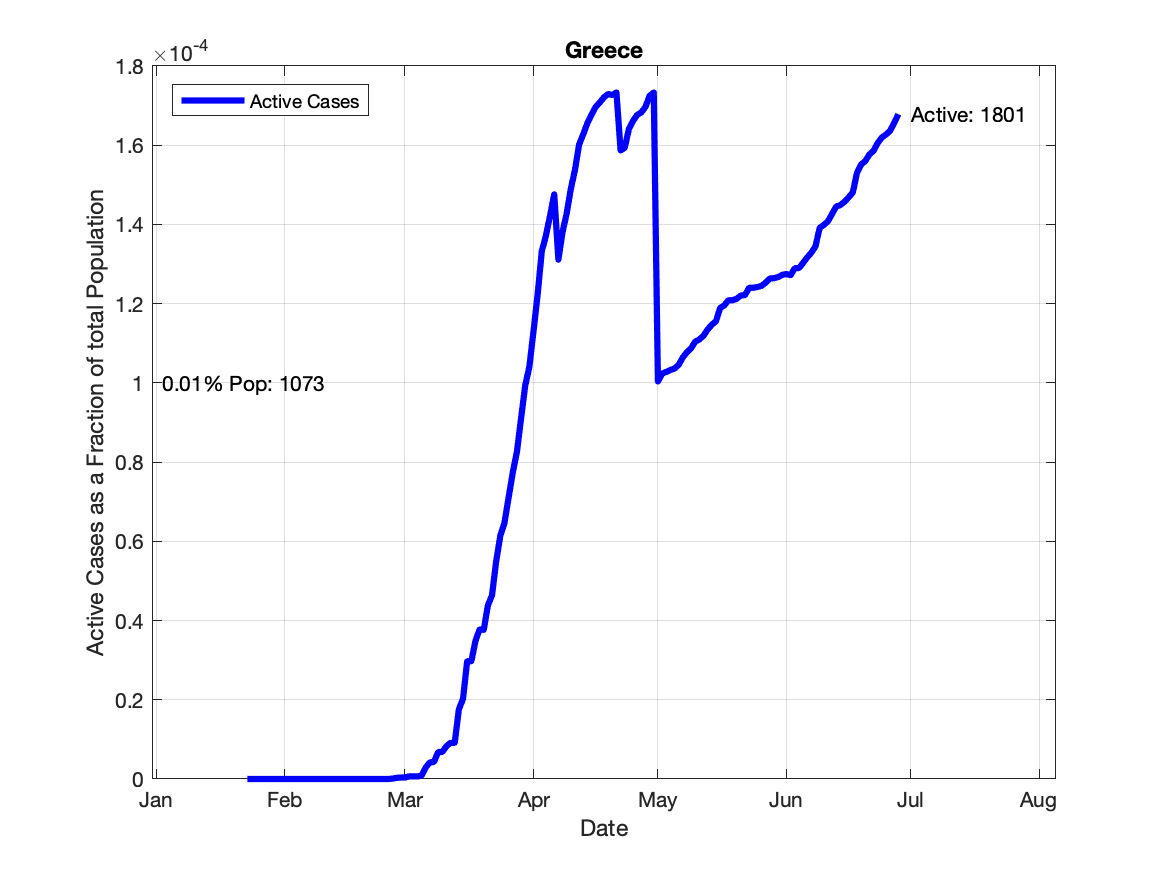 Greece
×10-4
1.8
1.6
1.4
1.2
1
0.8
0.6
0.4
0.2
0
Active Cases as a Fraction of total Population
Active Cases
Active: 1801
0.01% Pop: 1073
Jan Feb Mar Apr May Jun Jul Aug
Date